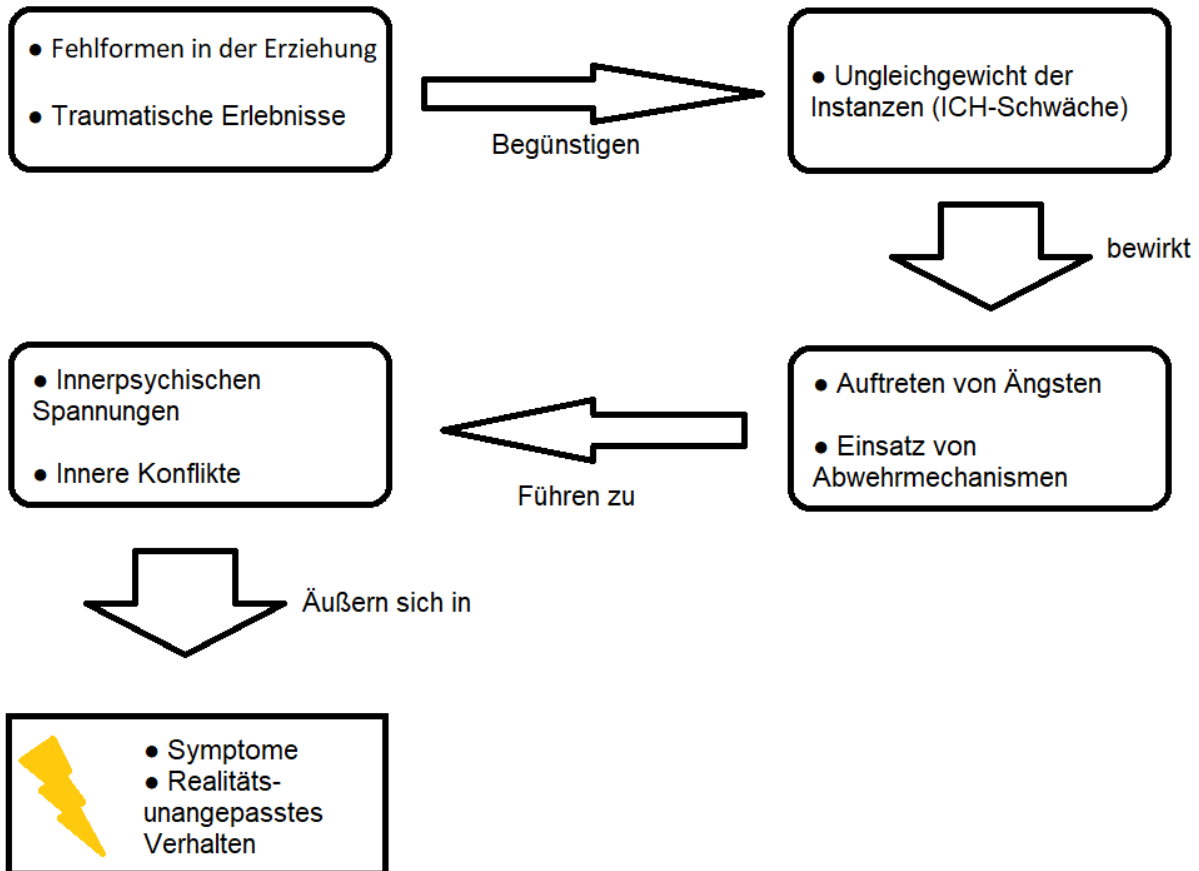 ● Fehlformen in der Erziehung
● Traumatische Erlebnisse
Begünstigen
● Ungleichgewicht der
Instanzen (ICH-Schwäche)
bewirkt
● Auftreten von Ängsten
● Einsatz von
Abwehrmechanismen
Führen zu
● Innerpsychischen
Spannungen
● Innere Konflikte
Äußern sich in
● Symptome
● Realitäts-
unangepasstes
Verhalten